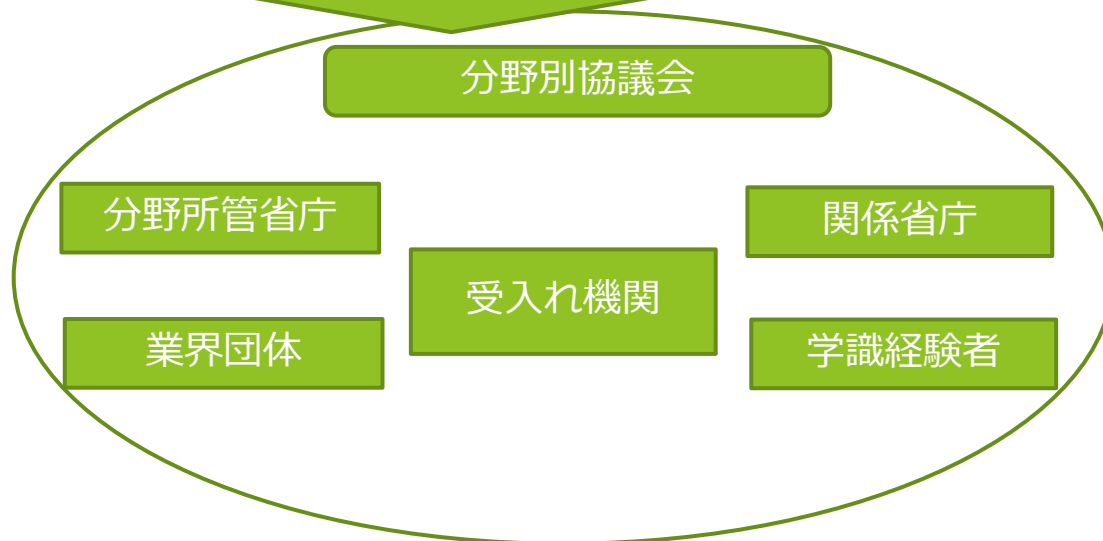 分野別協議会
分野所管省庁
関係省庁
受入れ機関
業界団体
学識経験者